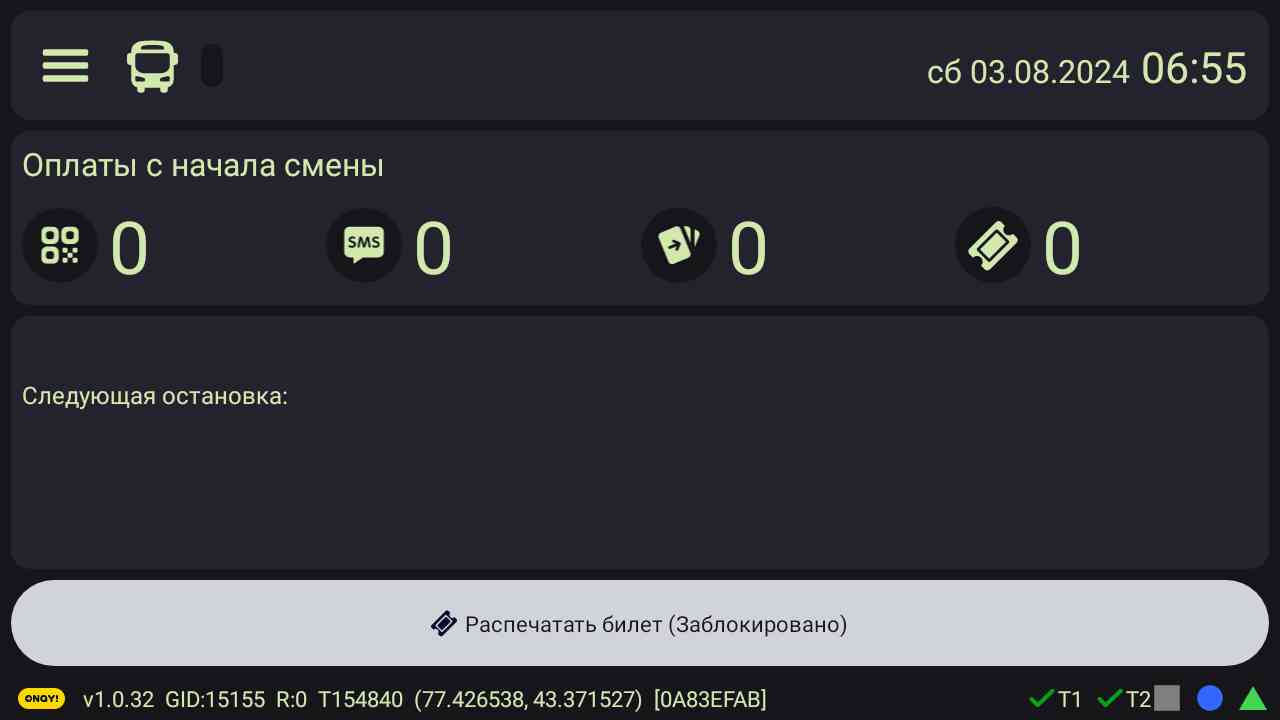 сб 03.08.2024 06:55
Оплаты с начала смены
0 SMS 0 0 0
Следующая остановка:
Распечатать билет (Заблокировано)
ONAY! v1.0.32 GID:15155 R:0 T154840 (77.426538, 43.371527) [0A83EFAB] T1 T2